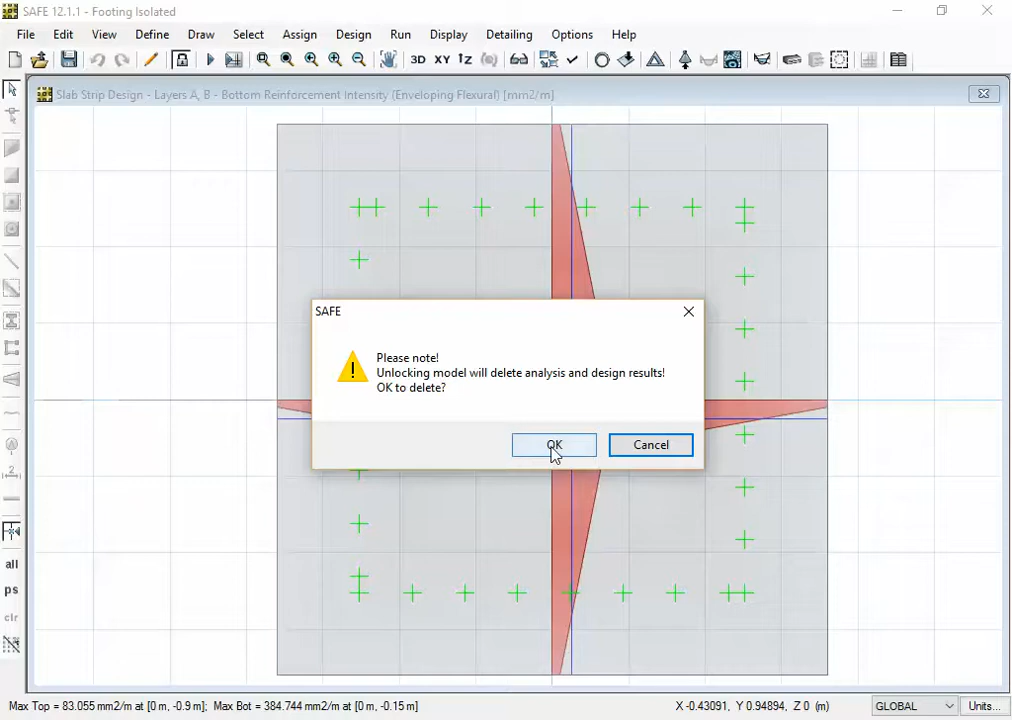 SAFE 12.1.1 - Footing Isolated
File Edit View Define Draw Select Assign Design Run Display Detailing Options Help
3D XY
Slab Strip Design - Layers A, B - Bottom Reinforcement Intensity (Enveloping Flexural) [mm2/m]
SAFE
Please note!
Unlocking model will delete analysis and design results!
OK to delete?
OK Cancel
all
ps
clr
Max Top = 83.055 mm2/m at [0 m, -0.9 m]; Max Bot = 384.744 mm2/m at [0 m, -0.15 m] X -0.43091, Y 0.94894, Z 0 (m) GLOBAL Units...